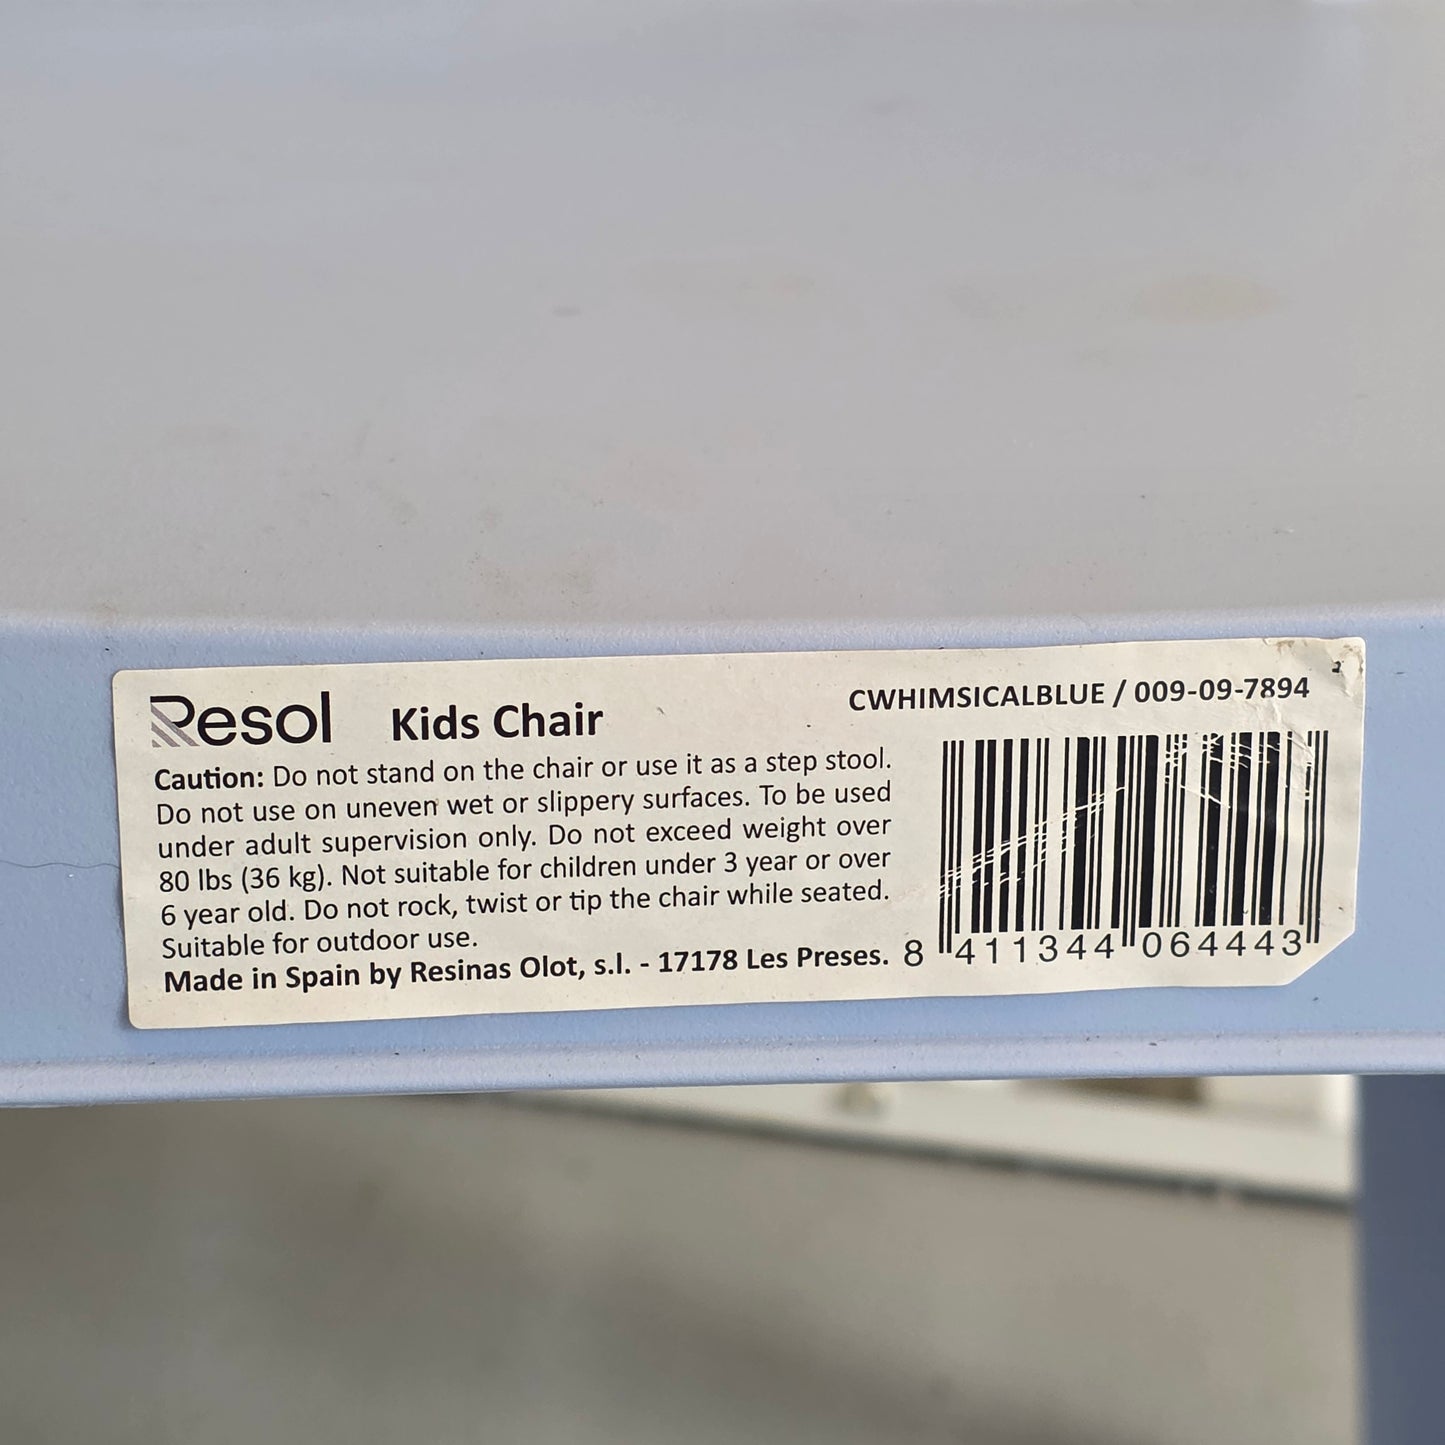 Resol Kids Chair
CWHIMSICALBLUE / 009-09-7894
Caution: Do not stand on the chair or use it as a step stool.
Do not use on uneven wet or slippery surfaces. To be used
under adult supervision only. Do not exceed weight over
80 lbs (36 kg). Not suitable for children under 3 year or over
6 year old. Do not rock, twist or tip the chair while seated.
Suitable for outdoor use.
Made in Spain by Resinas Olot, s.l. - 17178 Les Preses.
8 411344 064443